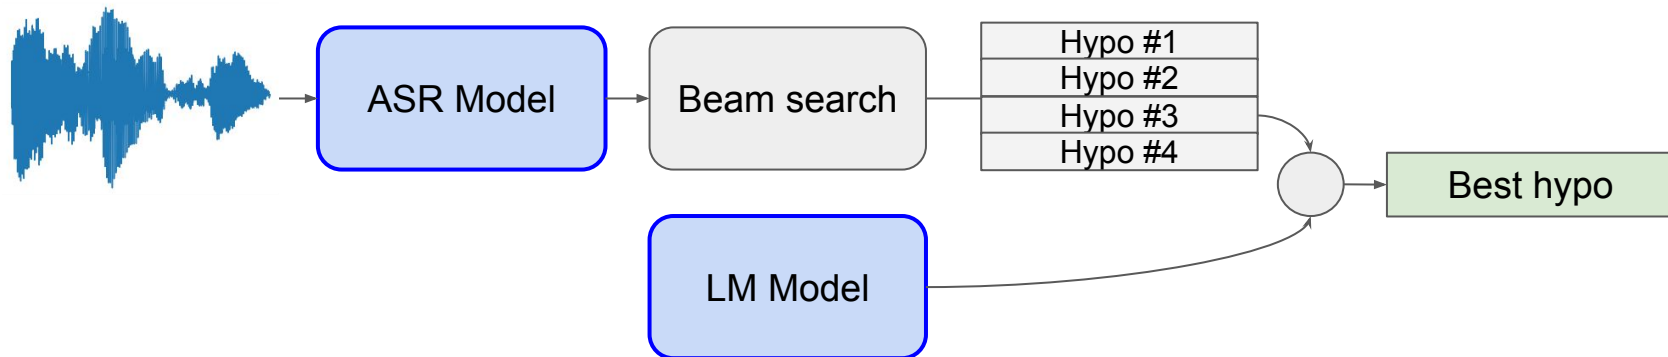 ASR Model
Beam search
Hypo #1
Hypo #2
Hypo #3
Hypo #4
Best hypo
LM Model